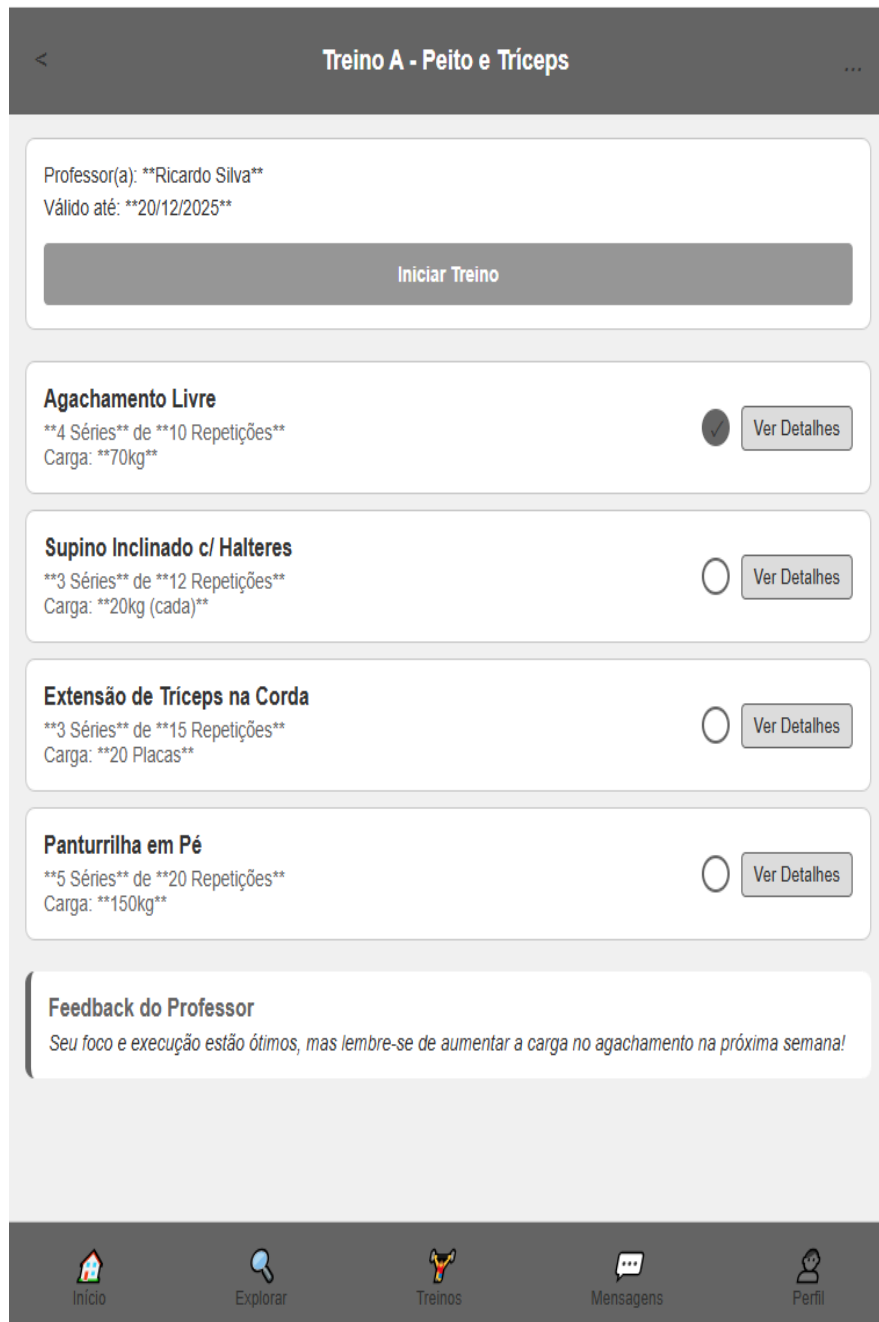 <
Treino A - Peito e Tríceps
...
Professor(a): **Ricardo Silva**
Válido até: **20/12/2025**
Iniciar Treino
Agachamento Livre
**4 Séries** de **10 Repetições**
Carga: **70kg**
✓
Ver Detalhes
Supino Inclinado c/ Halteres
**3 Séries** de **12 Repetições**
Carga: **20kg (cada)**
Ver Detalhes
Extensão de Tríceps na Corda
**3 Séries** de **15 Repetições**
Carga: **20 Placas**
Ver Detalhes
Panturrilha em Pé
**5 Séries** de **20 Repetições**
Carga: **150kg**
Ver Detalhes
Feedback do Professor
Seu foco e execução estão ótimos, mas lembre-se de aumentar a carga no agachamento na próxima semana!
Início
Explorar
Treinos
Mensagens
Perfil